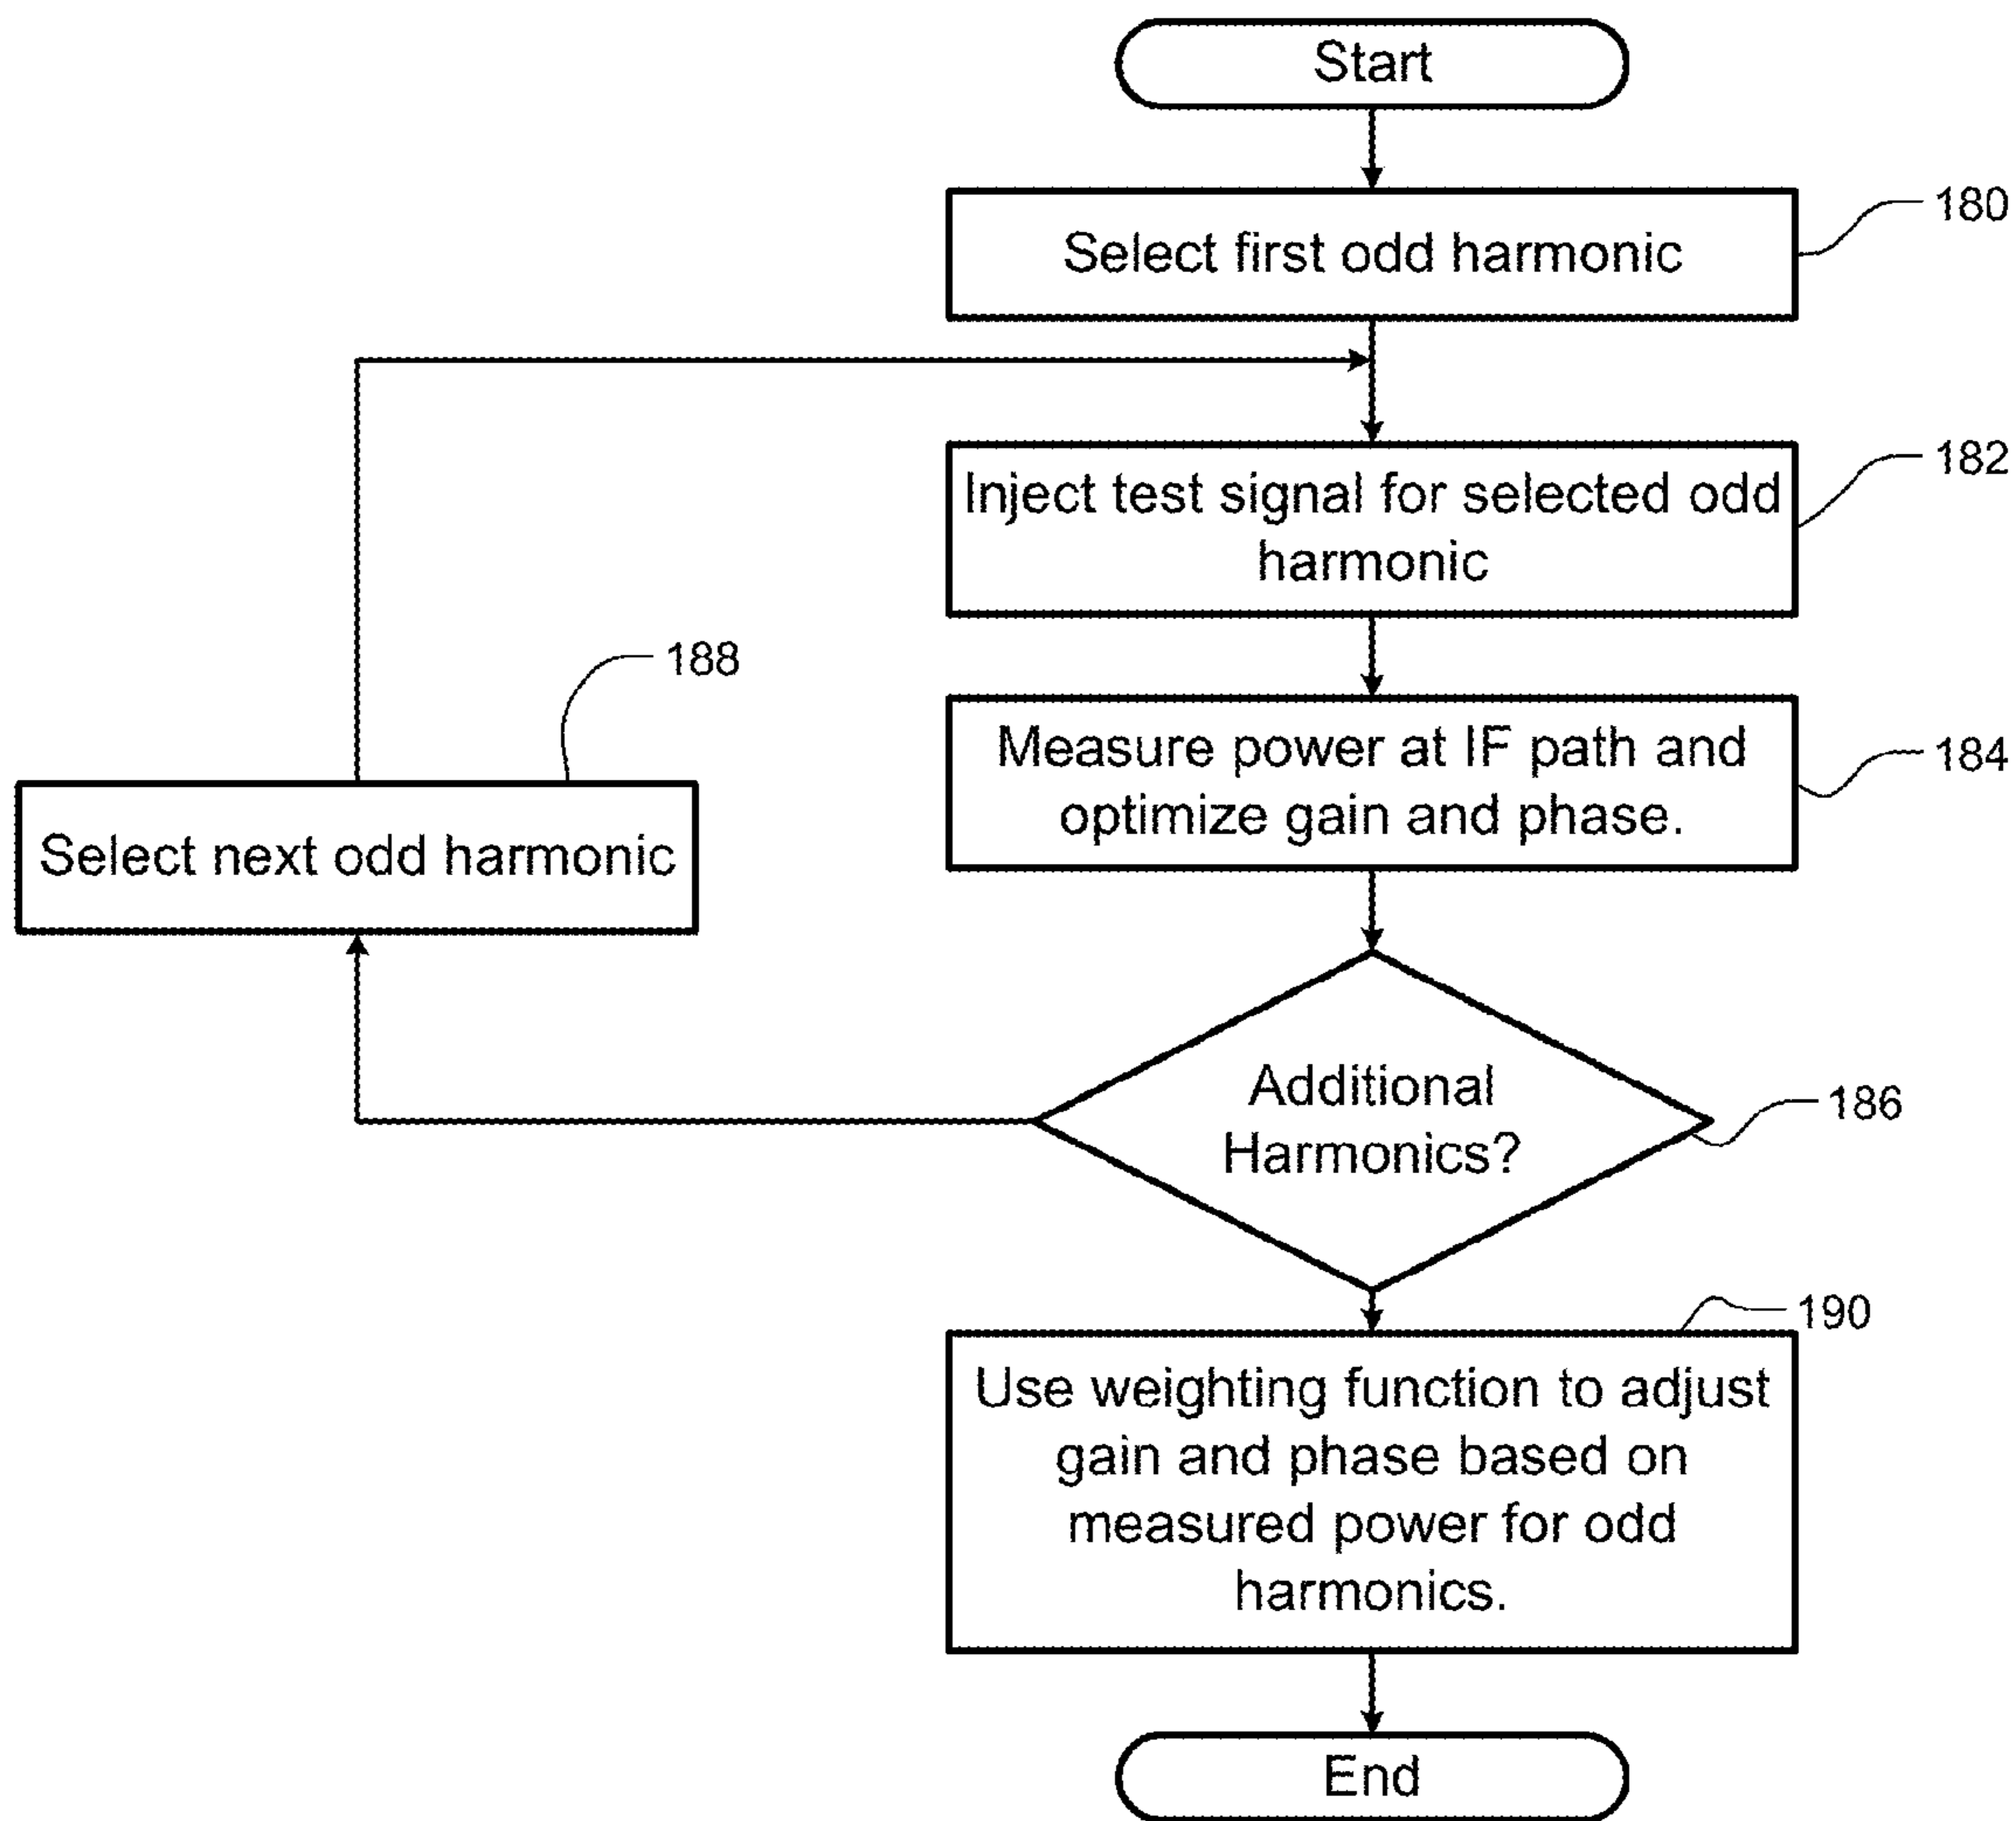 Start
180
Select first odd harmonic
182
Inject test signal for selected odd
harmonic
188
184
Measure power at IF path and
optimize gain and phase.
Select next odd harmonic
Additional
Harmonics?
186
190
Use weighting function to adjust
gain and phase based on
measured power for odd
harmonics.
End